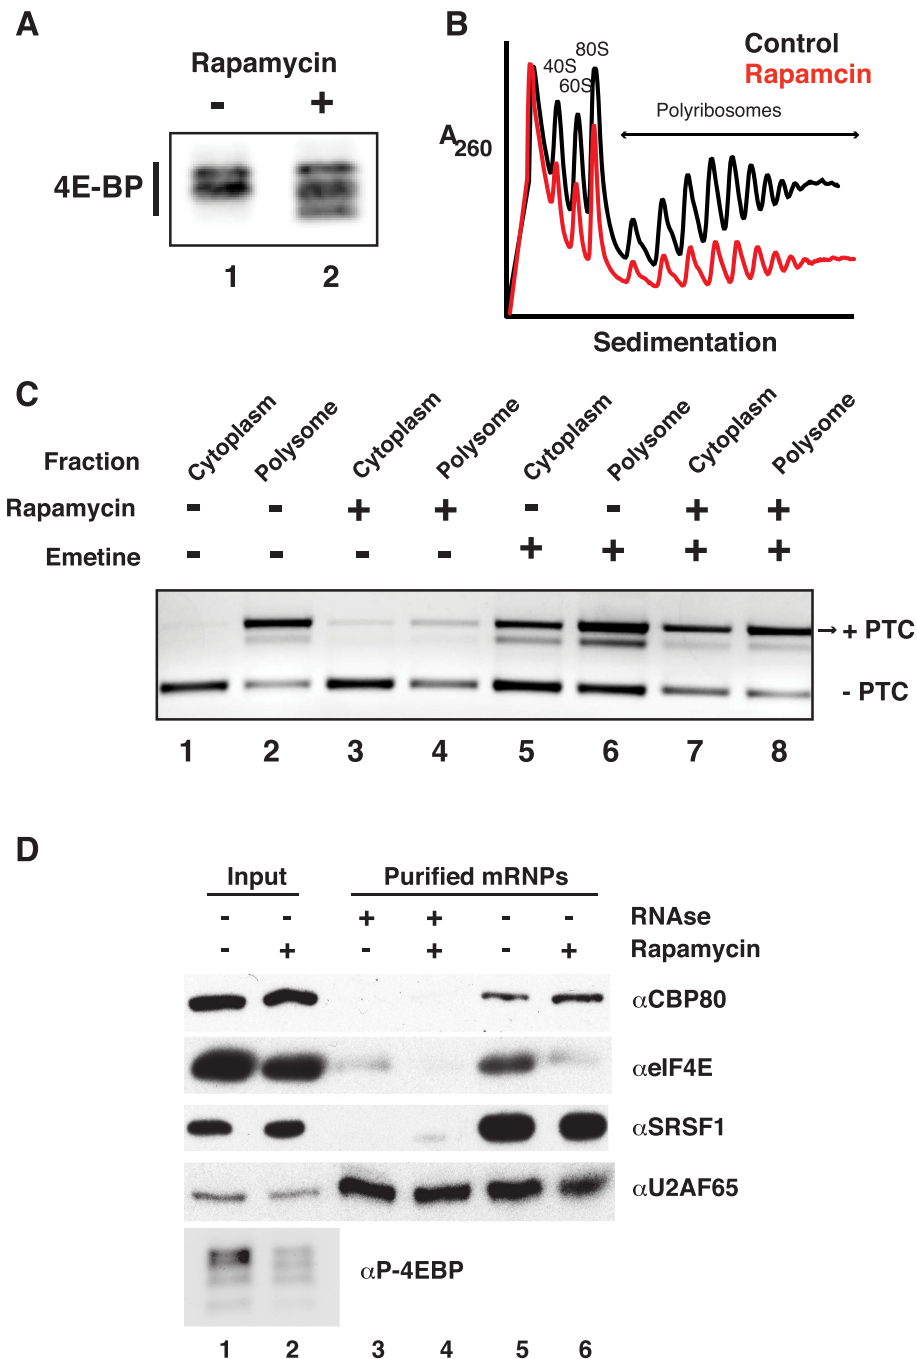 A
Rapamycin
- +
4E-BP
1 2
B
Control
Rapamcin
80S
40S
60S
Polyribosomes
A260
Sedimentation
C
Fraction Cytoplasm Polysome Cytoplasm Polysome Cytoplasm Polysome Cytoplasm Polysome
Rapamycin - - + + - - + +
Emetine - - - - + + + +
→ + PTC
- PTC
1 2 3 4 5 6 7 8
D
Input Purified mRNPs
- - + + - - RNAse
- + - + - + Rapamycin
αCBP80
αeIF4E
αSRSF1
αU2AF65
αP-4EBP
1 2 3 4 5 6